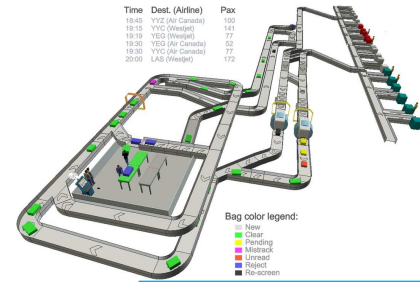 Time Dest. (Airline) Pax
18:45 YYZ (Air Canada) 100
19:15 YYC (Westjet) 141
19:19 YEG (Westjet) 77
19:30 YEG (Air Canada) 52
19:30 YYC (Air Canada) 77
20:00 LAS (Westjet) 172
Bag color legend:
New
Clear
Pending
Mistrack
Unread
Reject
Re-screen